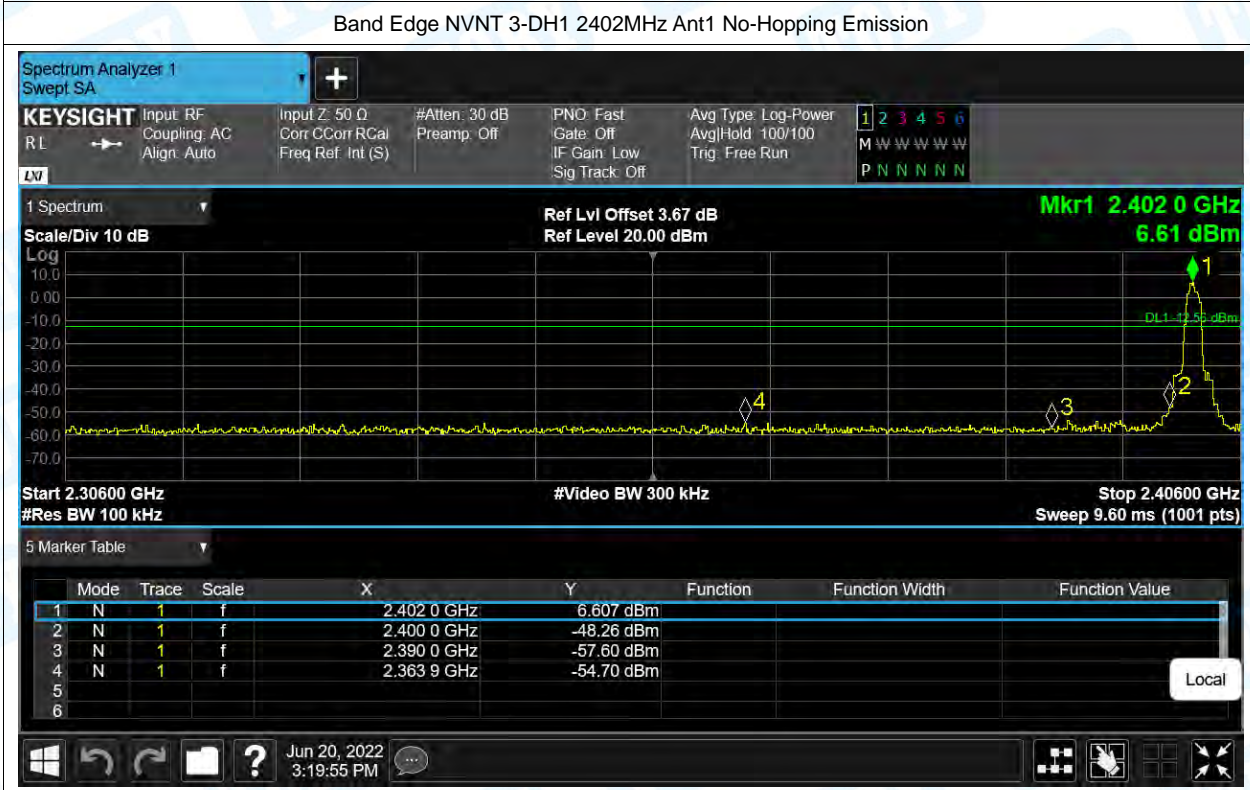 Band Edge NVNT 3-DH1 2402MHz Ant1 No-Hopping Emission
Spectrum Analyzer 1
Swept SA
+
KEYSIGHT
RL
LXI
Input: RF
Coupling: AC
Align: Auto
Input Z: 50 Ω
Corr CCorr RCal
Freq Ref: Int (S)
#Atten: 30 dB
Preamp: Off
PNO: Fast
Gate: Off
IF Gain: Low
Sig Track: Off
Avg Type: Log-Power
Avg|Hold: 100/100
Trig: Free Run
1 2 3 4 5 6
M W W W W W
P N N N N N
1 Spectrum
Scale/Div 10 dB
Ref Lvl Offset 3.67 dB
Ref Level 20.00 dBm
Mkr1 2.402 0 GHz
6.61 dBm
Log
10.0
0.00
-10.0
-20.0
-30.0
-40.0
-50.0
-60.0
-70.0
1
DL1 -12.55 dBm
2
3
4
Start 2.30600 GHz
#Video BW 300 kHz
Stop 2.40600 GHz
#Res BW 100 kHz
Sweep 9.60 ms (1001 pts)
5 Marker Table
Mode Trace Scale X Y Function Function Width Function Value
1 N 1 f 2.402 0 GHz 6.607 dBm
2 N 1 f 2.400 0 GHz -48.26 dBm
3 N 1 f 2.390 0 GHz -57.60 dBm
4 N 1 f 2.363 9 GHz -54.70 dBm
5
6
Local
?
Jun 20, 2022
3:19:55 PM